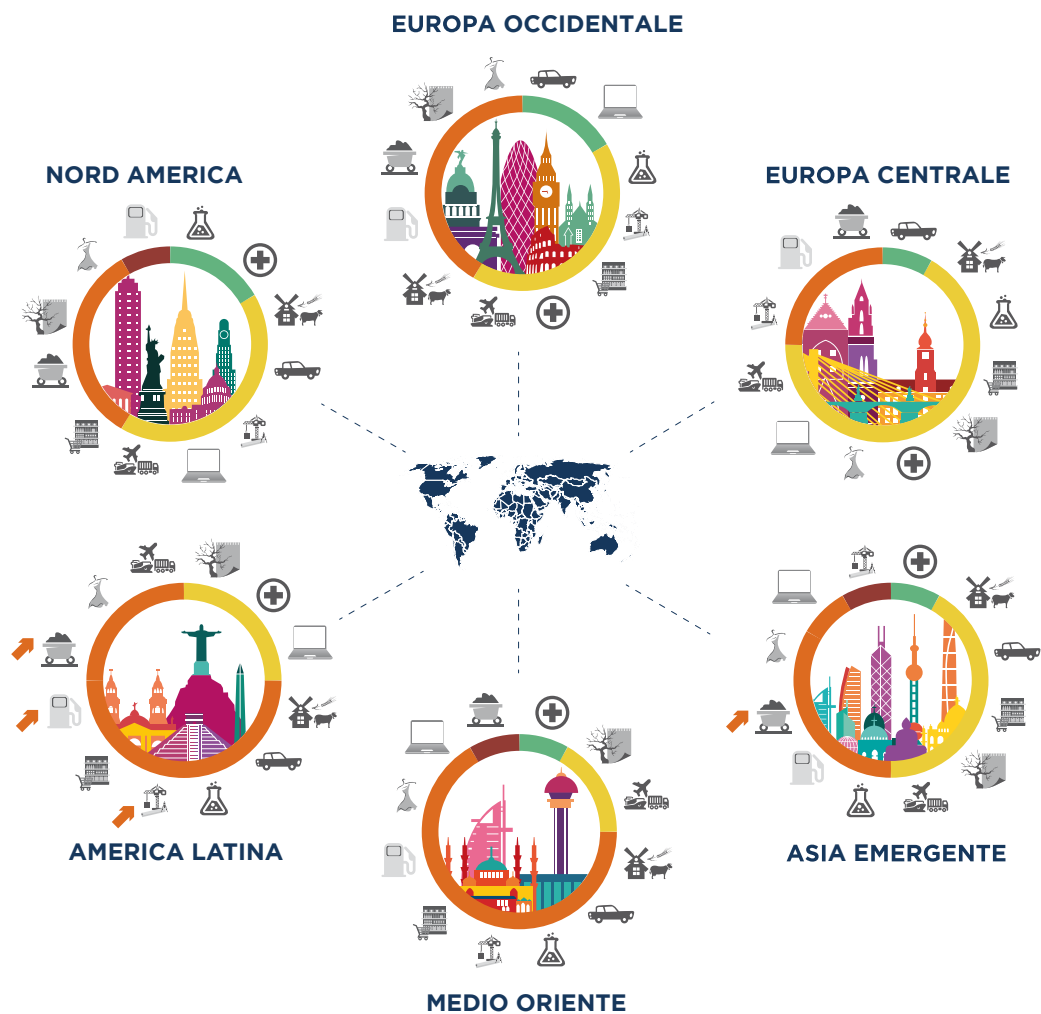 EUROPA OCCIDENTALE
NORD AMERICA
EUROPA CENTRALE
AMERICA LATINA
ASIA EMERGENTE
MEDIO ORIENTE